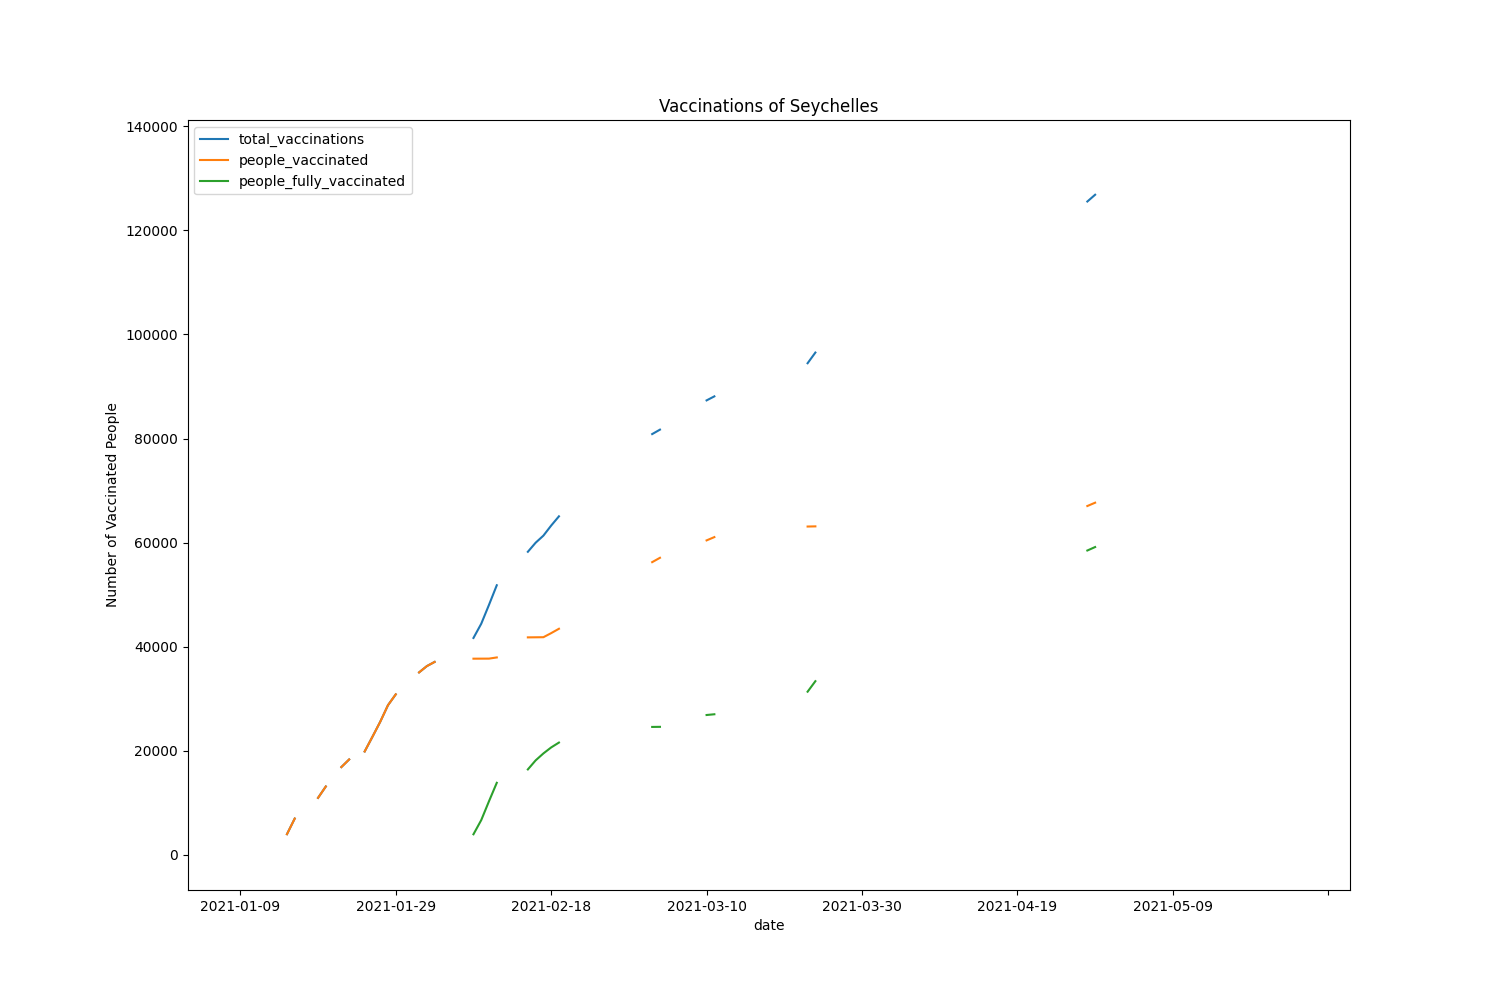 Vaccinations of Seychelles
total_vaccinations
people_vaccinated
people_fully_vaccinated
140000
120000
100000
80000
60000
40000
20000
0
Number of Vaccinated People
2021-01-09 2021-01-29 2021-02-18 2021-03-10 2021-03-30 2021-04-19 2021-05-09
date